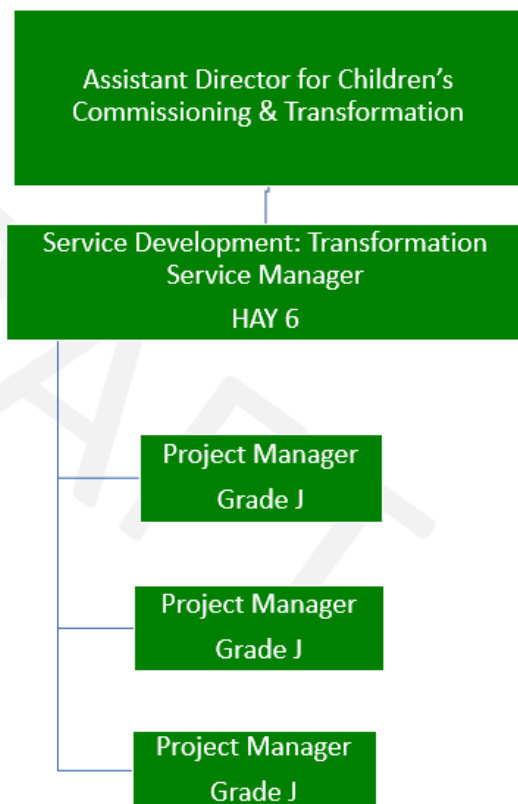 Assistant Director for Children’s
Commissioning & Transformation
Service Development: Transformation
Service Manager
HAY 6
Project Manager
Grade J
Project Manager
Grade J
Project Manager
Grade J
DRAFT